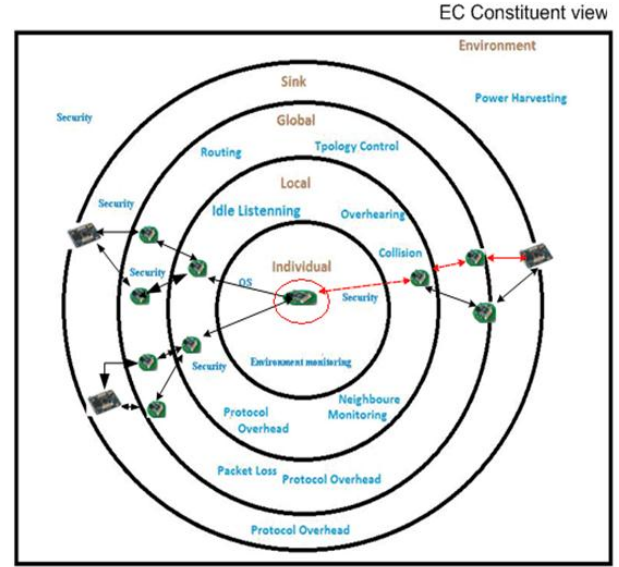 EC Constituent view
Environment
Sink
Power Harvesting
Security
Global
Routing
Tpology Control
Local
Security
Idle Listenning
Overhearing
Collision
Individual
Security
OS
Security
Environment monitoring
Security
Neighboure
Monitoring
Protocol
Overhead
Packet Loss
Protocol Overhead
Protocol Overhead